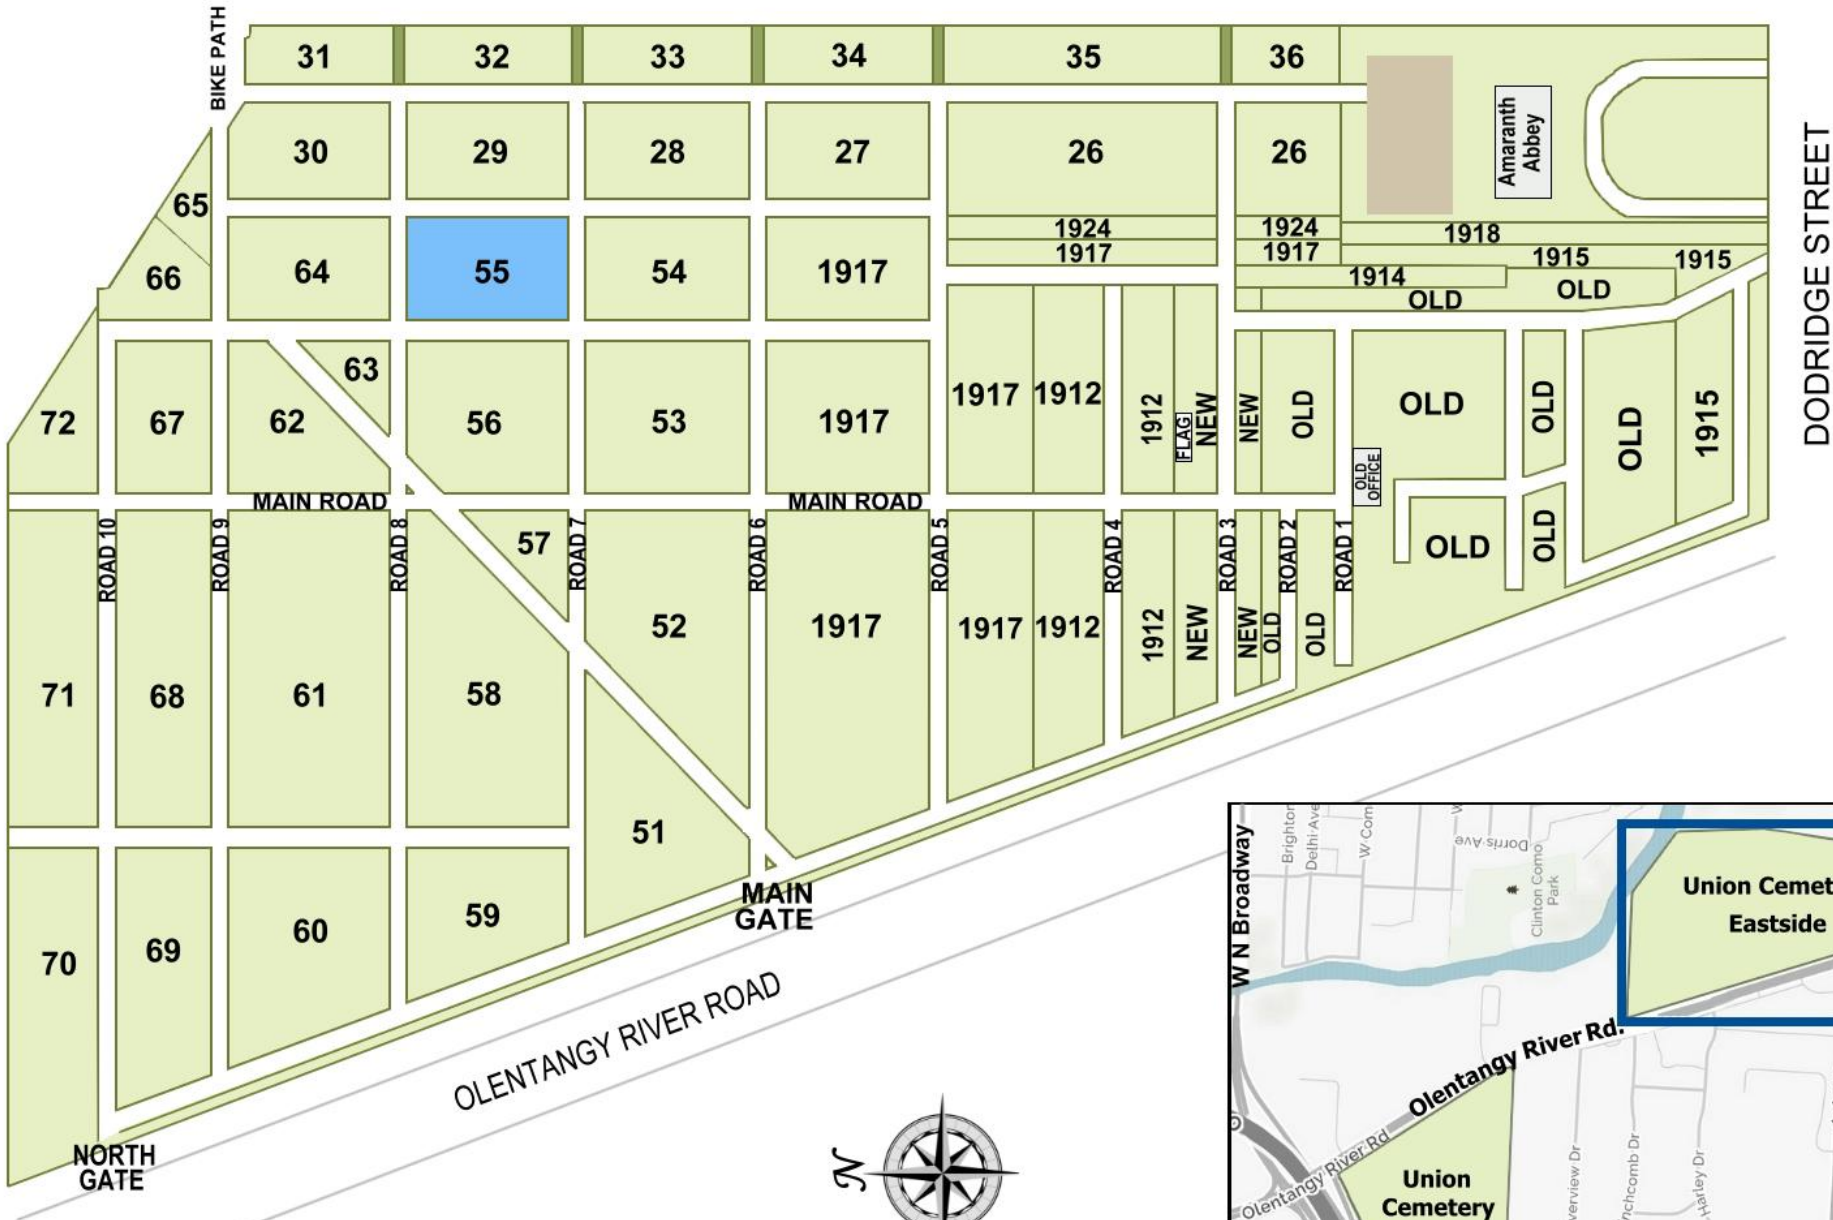 BIKE PATH
31 32 33 34 35 36
30 29 28 27 26 26
Amaranth
Abbey
DODRIDGE STREET
65
1924 1924
1917 1917
1918
1915 1915
66 64 55 54 1917
1914
OLD
OLD
63
72 67 62 56 53 1917 1917 1912 1912 NEW NEW OLD OLD OLD OLD 1915
FLAG
OLD
OFFICE
MAIN ROAD MAIN ROAD
ROAD 10 ROAD 9 ROAD 8 ROAD 7 ROAD 6 ROAD 5 ROAD 4 ROAD 3 ROAD 2 ROAD 1
57
OLD OLD
52 1917 1917 1912 1912 NEW NEW OLD OLD
71 68 61 58
51
MAIN
GATE
70 69 60 59
OLENTANGY RIVER ROAD
NORTH
GATE
N
W N Broadway
Brighton
Delhi Ave
W Com
W
Dorris Ave
Clinton Como
Park
Union Cemet
Eastside
Olentangy River Rd.
Olentangy River Rd
Union
Cemetery
erview Dr
nchcomb Dr
Harley Dr